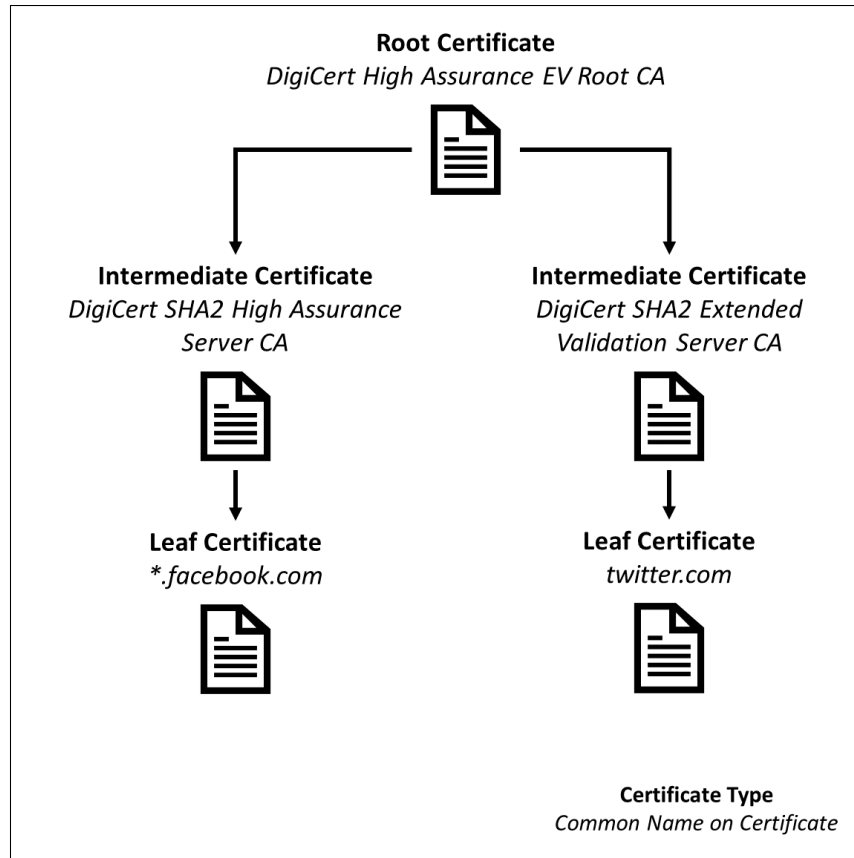 Root Certificate
DigiCert High Assurance EV Root CA
Intermediate Certificate
DigiCert SHA2 High Assurance
Server CA
Intermediate Certificate
DigiCert SHA2 Extended
Validation Server CA
Leaf Certificate
*.facebook.com
Leaf Certificate
twitter.com
Certificate Type
Common Name on Certificate